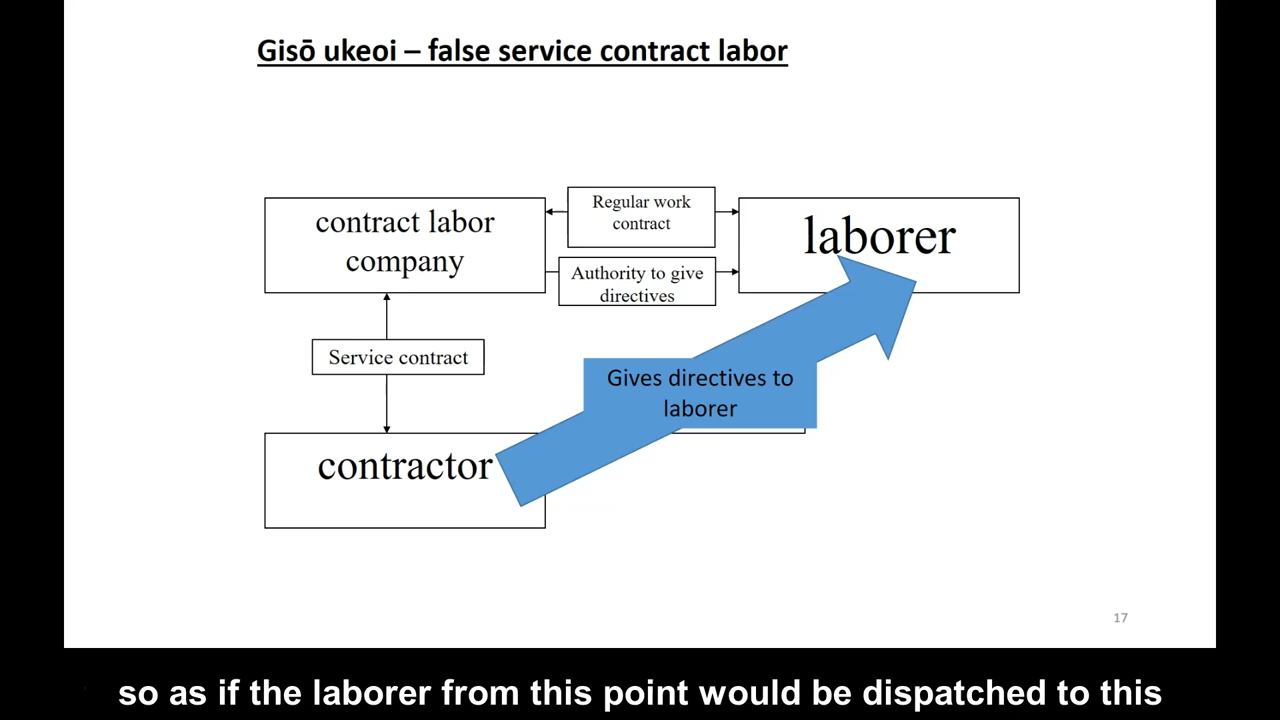 Gisō ukeoi – false service contract labor
contract labor
company
Regular work
contract
laborer
Authority to give
directives
Service contract
Gives directives to
laborer
contractor
17
so as if the laborer from this point would be dispatched to this